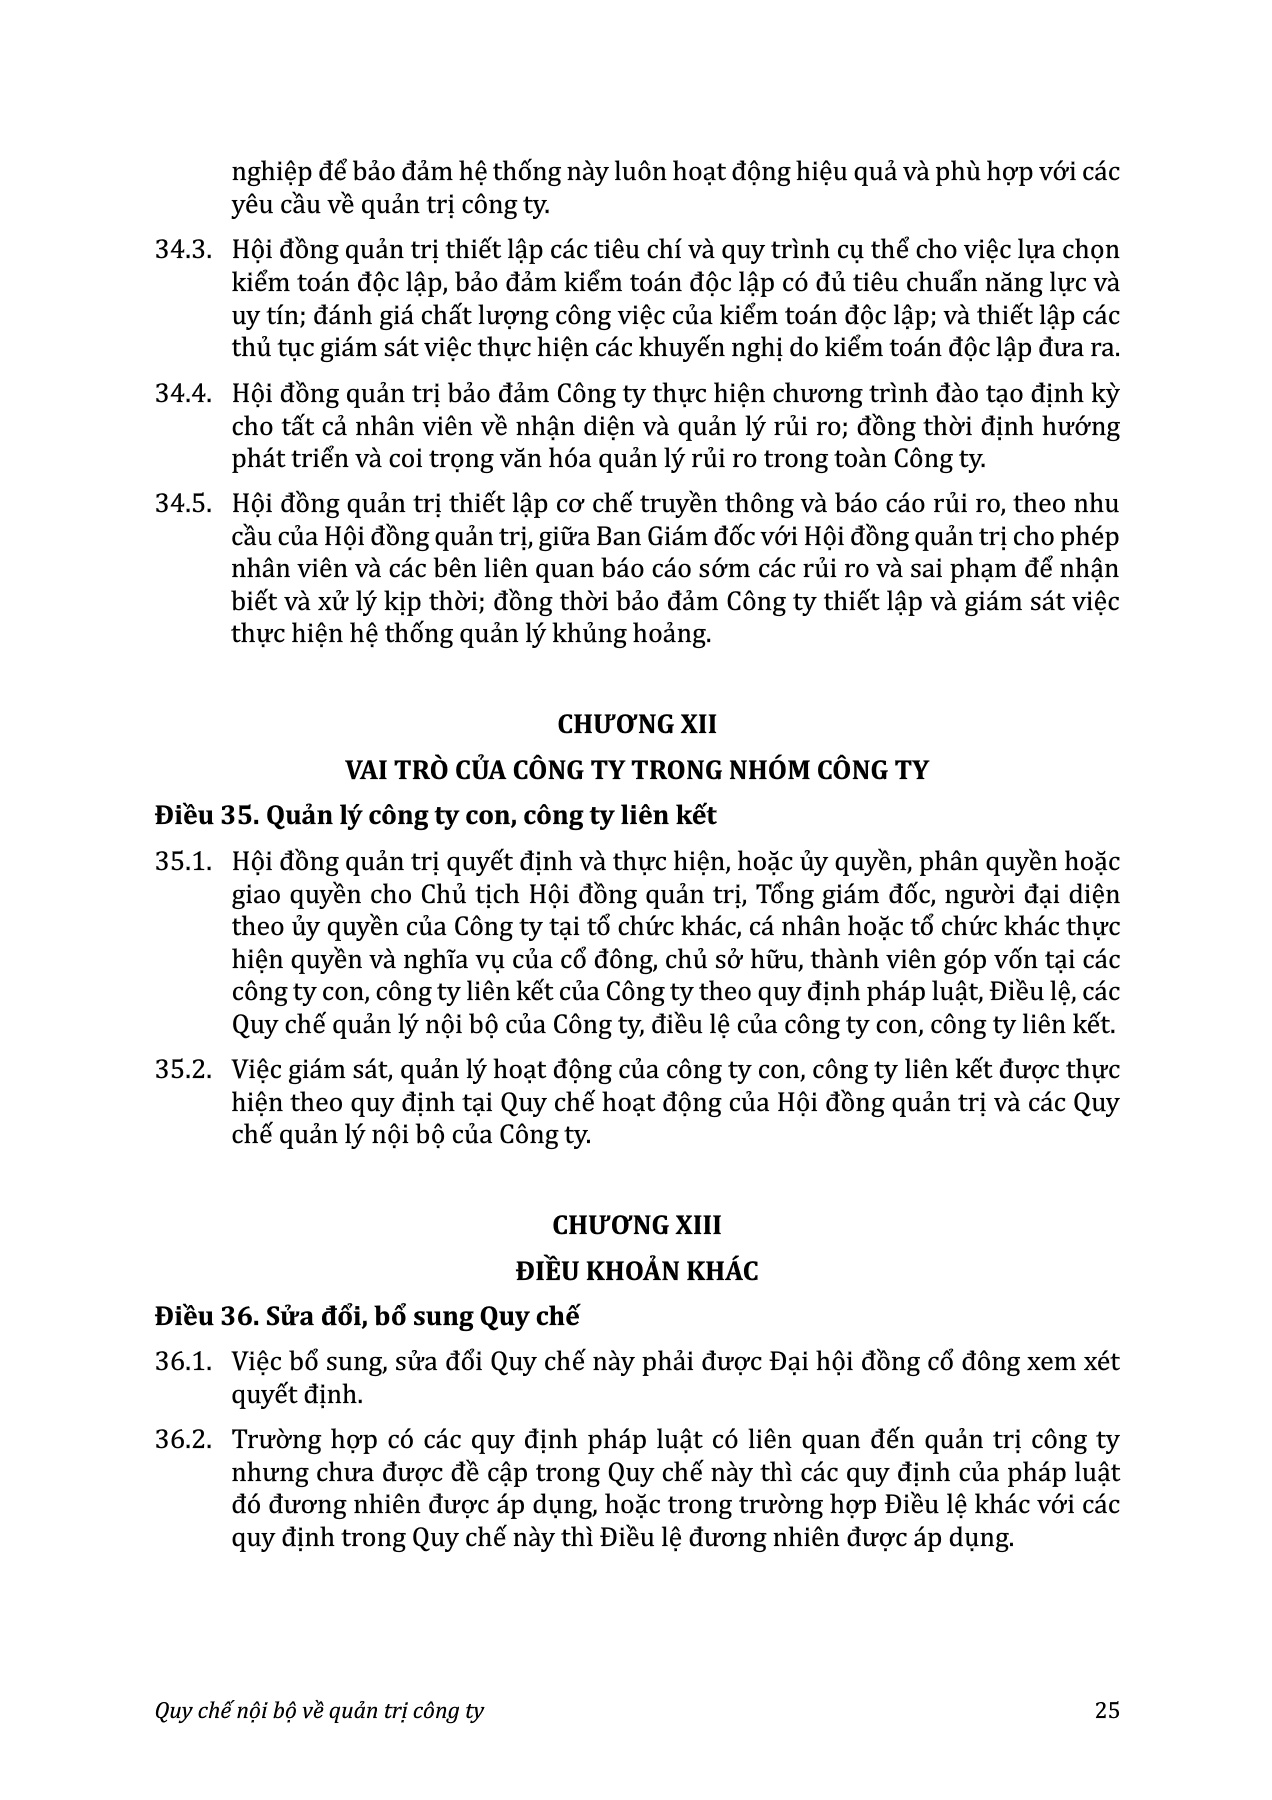 nghiệp để bảo đảm hệ thống này luôn hoạt động hiệu quả và phù hợp với các
yêu cầu về quản trị công ty.
34.3. Hội đồng quản trị thiết lập các tiêu chí và quy trình cụ thể cho việc lựa chọn
kiểm toán độc lập, bảo đảm kiểm toán độc lập có đủ tiêu chuẩn năng lực và
uy tín; đánh giá chất lượng công việc của kiểm toán độc lập; và thiết lập các
thủ tục giám sát việc thực hiện các khuyến nghị do kiểm toán độc lập đưa ra.
34.4. Hội đồng quản trị bảo đảm Công ty thực hiện chương trình đào tạo định kỳ
cho tất cả nhân viên về nhận diện và quản lý rủi ro; đồng thời định hướng
phát triển và coi trọng văn hóa quản lý rủi ro trong toàn Công ty.
34.5. Hội đồng quản trị thiết lập cơ chế truyền thông và báo cáo rủi ro, theo nhu
cầu của Hội đồng quản trị, giữa Ban Giám đốc với Hội đồng quản trị cho phép
nhân viên và các bên liên quan báo cáo sớm các rủi ro và sai phạm để nhận
biết và xử lý kịp thời; đồng thời bảo đảm Công ty thiết lập và giám sát việc
thực hiện hệ thống quản lý khủng hoảng.
CHƯƠNG XII
VAI TRÒ CỦA CÔNG TY TRONG NHÓM CÔNG TY
Điều 35. Quản lý công ty con, công ty liên kết
35.1. Hội đồng quản trị quyết định và thực hiện, hoặc ủy quyền, phân quyền hoặc
giao quyền cho Chủ tịch Hội đồng quản trị, Tổng giám đốc, người đại diện
theo ủy quyền của Công ty tại tổ chức khác, cá nhân hoặc tổ chức khác thực
hiện quyền và nghĩa vụ của cổ đông, chủ sở hữu, thành viên góp vốn tại các
công ty con, công ty liên kết của Công ty theo quy định pháp luật, Điều lệ, các
Quy chế quản lý nội bộ của Công ty, điều lệ của công ty con, công ty liên kết.
35.2. Việc giám sát, quản lý hoạt động của công ty con, công ty liên kết được thực
hiện theo quy định tại Quy chế hoạt động của Hội đồng quản trị và các Quy
chế quản lý nội bộ của Công ty.
CHƯƠNG XIII
ĐIỀU KHOẢN KHÁC
Điều 36. Sửa đổi, bổ sung Quy chế
36.1. Việc bổ sung, sửa đổi Quy chế này phải được Đại hội đồng cổ đông xem xét
quyết định.
36.2. Trường hợp có các quy định pháp luật có liên quan đến quản trị công ty
nhưng chưa được đề cập trong Quy chế này thì các quy định của pháp luật
đó đương nhiên được áp dụng, hoặc trong trường hợp Điều lệ khác với các
quy định trong Quy chế này thì Điều lệ đương nhiên được áp dụng.
Quy chế nội bộ về quản trị công ty 25